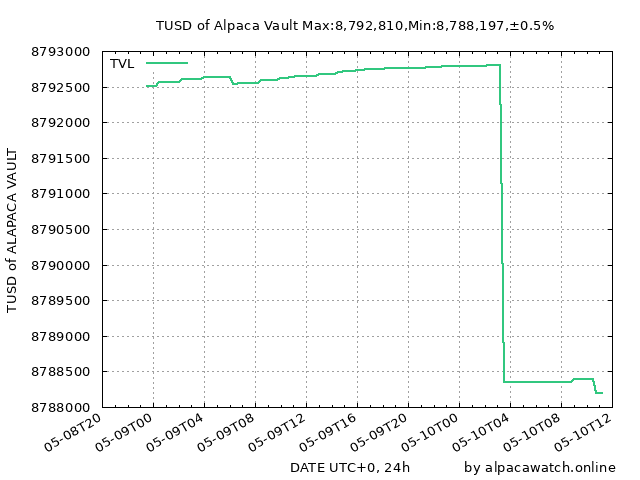 TUSD of Alpaca Vault Max:8,792,810,Min:8,788,197,±0.5%
TVL
8793000
8792500
8792000
8791500
8791000
8790500
8790000
8789500
8789000
8788500
8788000
TUSD of ALAPACA VAULT
05-08T20
05-09T00
05-09T04
05-09T08
05-09T12
05-09T16
05-09T20
05-10T00
05-10T04
05-10T08
05-10T12
DATE UTC+0, 24h
by alpacawatch.online